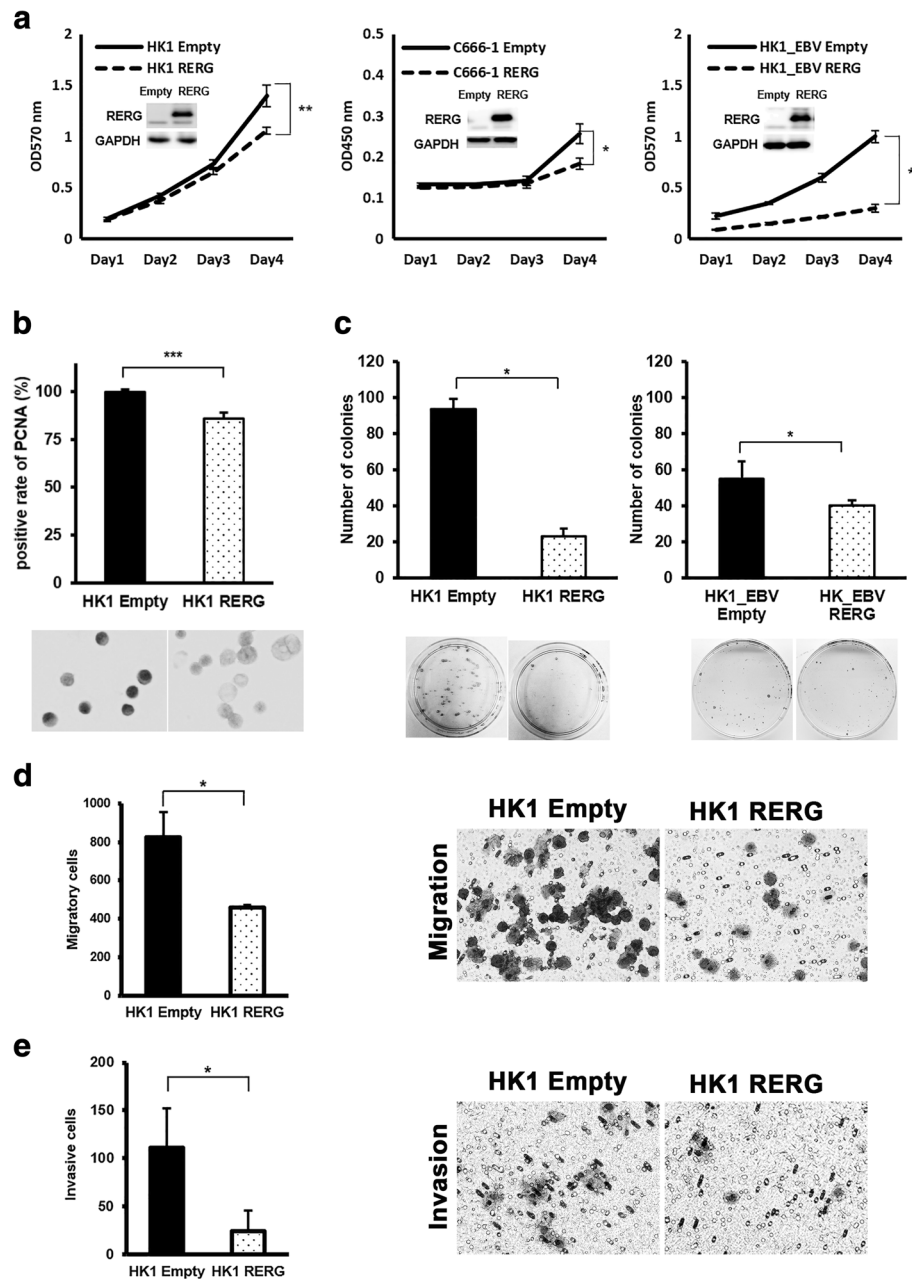 a
2
1.5
1
0.5
0
OD570 nm
HK1 Empty
HK1 RERG
Empty RERG
RERG
GAPDH
**
Day1 Day2 Day3 Day4
0.5
0.4
0.3
0.2
0.1
0
OD450 nm
C666-1 Empty
C666-1 RERG
Empty RERG
RERG
GAPDH
*
Day1 Day2 Day3 Day4
2
1.5
1
0.5
0
OD570 nm
HK1_EBV Empty
HK1_EBV RERG
Empty RERG
RERG
GAPDH
*
Day1 Day2 Day3 Day4
b
positive rate of PCNA (%)
100
75
50
25
0
***
HK1 Empty HK1 RERG
c
Number of colonies
120
100
80
60
40
20
0
*
HK1 Empty HK1 RERG
Number of colonies
120
100
80
60
40
20
0
*
HK1_EBV HK_EBV
Empty RERG
d
Migratory cells
1000
800
600
400
200
0
*
HK1 Empty HK1 RERG
HK1 Empty HK1 RERG
Migration
e
Invasive cells
200
150
100
50
0
*
HK1 Empty HK1 RERG
HK1 Empty HK1 RERG
Invasion